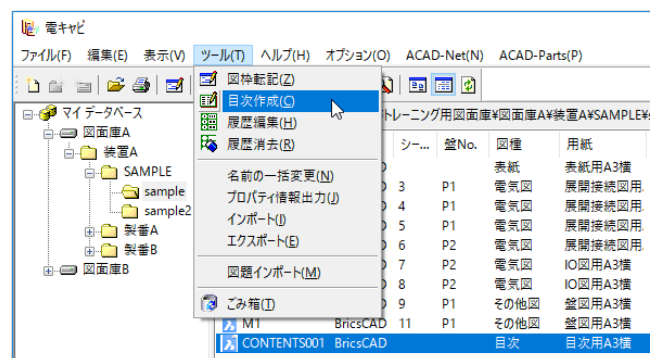 電キャビ
ファイル(F) 編集(E) 表示(V) ツール(T) ヘルプ(H) オプション(O) ACAD-Net(N) ACAD-Parts(P)
図枠転記(Z)
目次作成(C)
履歴編集(H)
履歴消去(R)
名前の一括変更(N)
プロパティ情報出力(J)
インポート(I)
エクスポート(E)
図題インポート(M)
ごみ箱(T)
マイ データベース
図面庫A
装置A
SAMPLE
sample
sample2
製番A
製番B
図面庫B
トレーニング用図面庫¥図面庫A¥装置A¥SAMPLE¥
シー... 盤No. 図種 用紙
表紙 表紙用A3横
3 P1 電気図 展開接続図用
4 P1 電気図 展開接続図用
5 P1 電気図 展開接続図用
6 P2 電気図 展開接続図用
7 P2 電気図 IO図用A3横
8 P2 電気図 IO図用A3横
9 P1 その他図 盤図用A3横
M1 BricsCAD 11 P1 その他図 盤図用A3横
CONTENTS001 BricsCAD 目次 目次用A3横